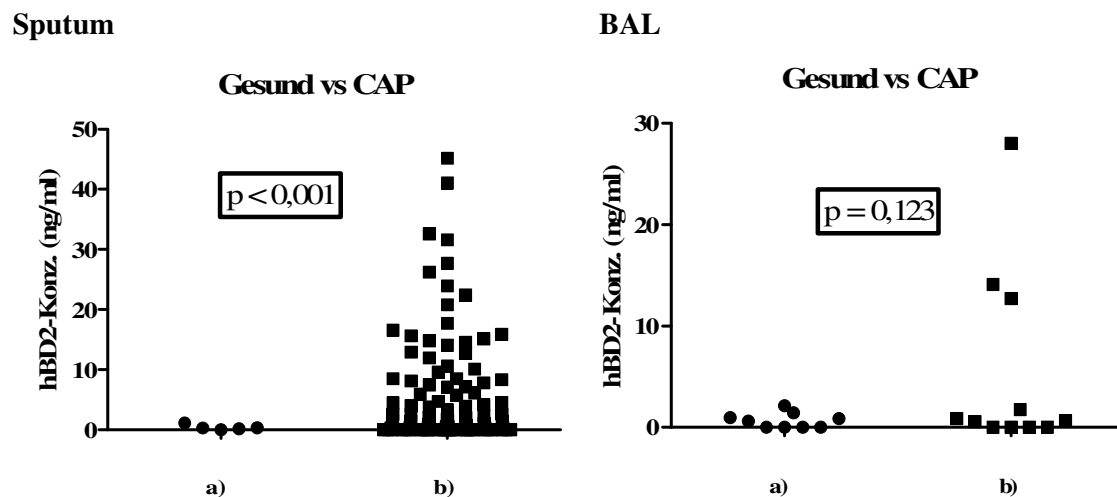 Sputum
Gesund vs CAP
50
40
30
20
10
0
hBD2-Konz. (ng/ml)
p < 0,001
a)
b)
BAL
Gesund vs CAP
30
20
10
0
hBD2-Konz. (ng/ml)
p = 0,123
a)
b)